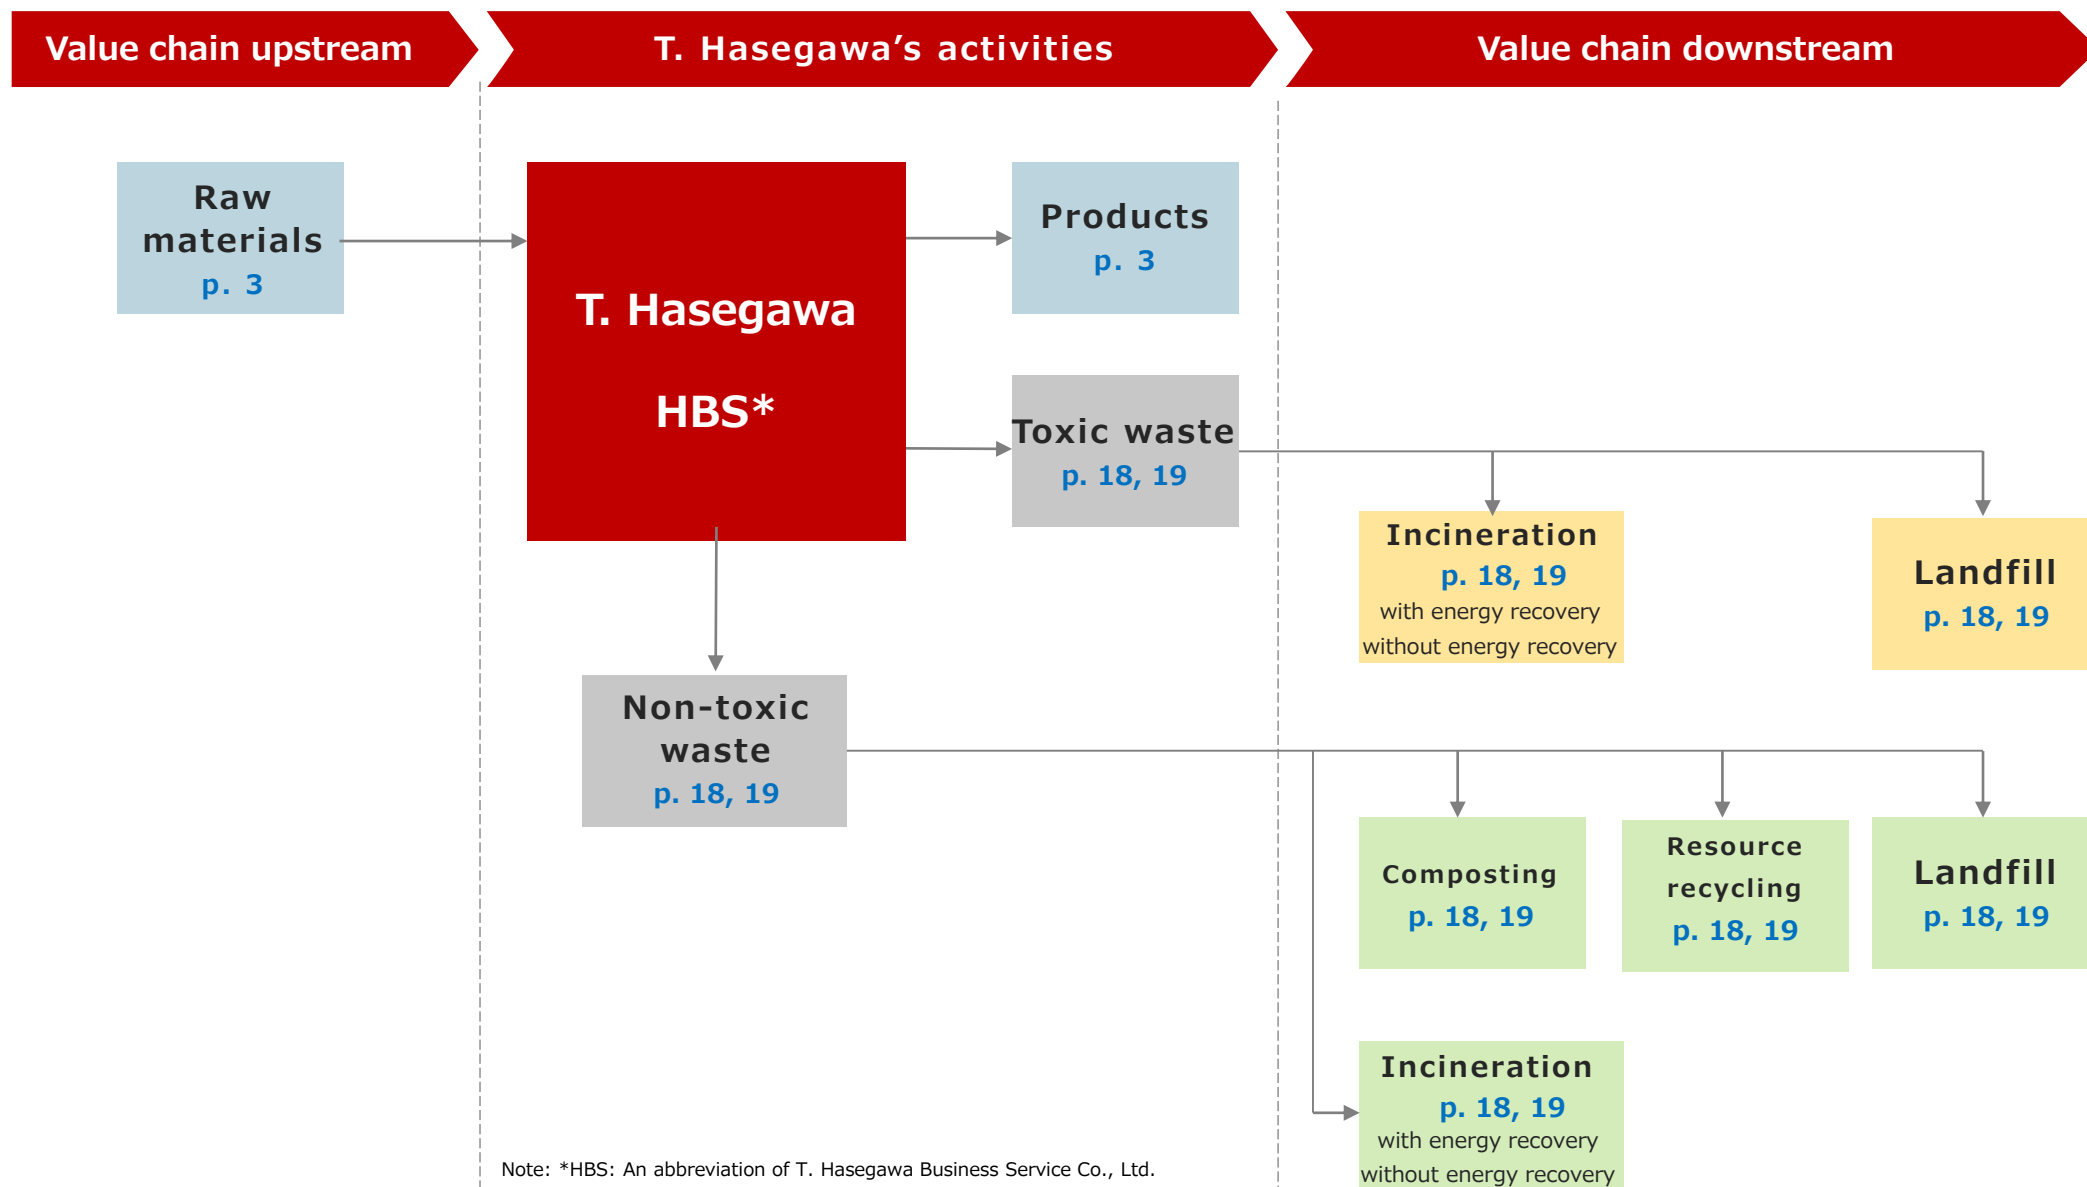 Value chain upstream
T. Hasegawa’s activities
Value chain downstream
Raw
materials
p. 3
T. Hasegawa
HBS*
Products
p. 3
Toxic waste
p. 18, 19
Incineration
p. 18, 19
with energy recovery
without energy recovery
Landfill
p. 18, 19
Non-toxic
waste
p. 18, 19
Composting
p. 18, 19
Resource
recycling
p. 18, 19
Landfill
p. 18, 19
Incineration
p. 18, 19
with energy recovery
without energy recovery
Note: *HBS: An abbreviation of T. Hasegawa Business Service Co., Ltd.